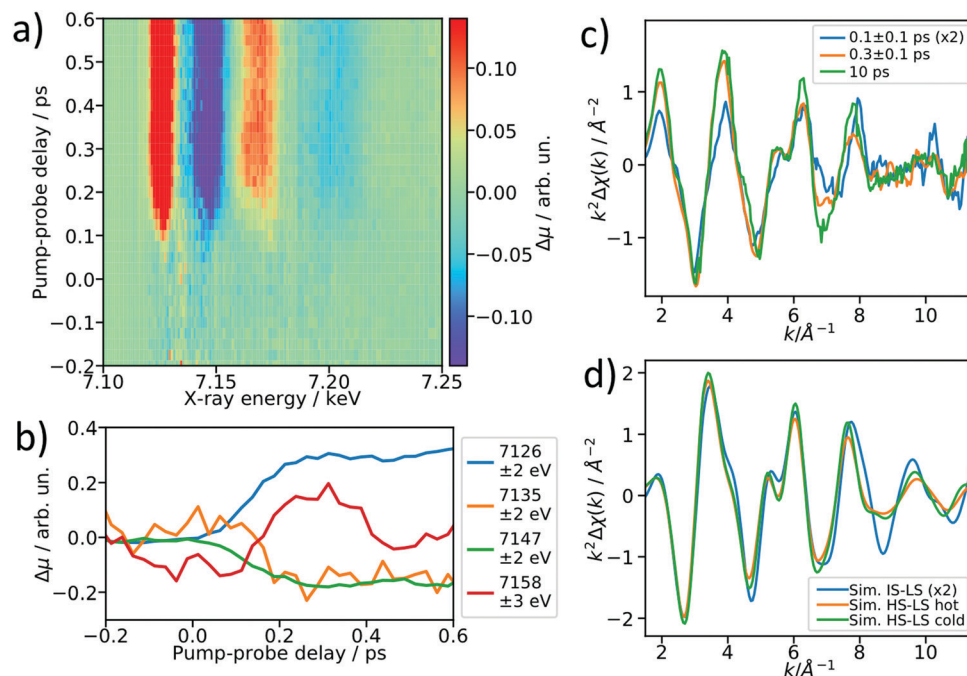 a)
Pump-probe delay / ps
0.6
0.5
0.4
0.3
0.2
0.1
0.0
−0.1
−0.2
7.10
7.15
7.20
7.25
X-ray energy / keV
0.10
0.05
0.00
−0.05
−0.10
Δμ / arb. un.
b)
Δμ / arb. un.
0.4
0.2
0.0
−0.2
−0.2
0.0
0.2
0.4
0.6
Pump-probe delay / ps
7126
±2 eV
7135
±2 eV
7147
±2 eV
7158
±3 eV
c)
k²Δχ(k) / Å⁻²
1
0
−1
0.1±0.1 ps (x2)
0.3±0.1 ps
10 ps
2
4
6
8
10
k/Å⁻¹
d)
k²Δχ(k) / Å⁻²
2
1
0
−1
−2
Sim. IS-LS (x2)
Sim. HS-LS hot
Sim. HS-LS cold
2
4
6
8
10
k/Å⁻¹